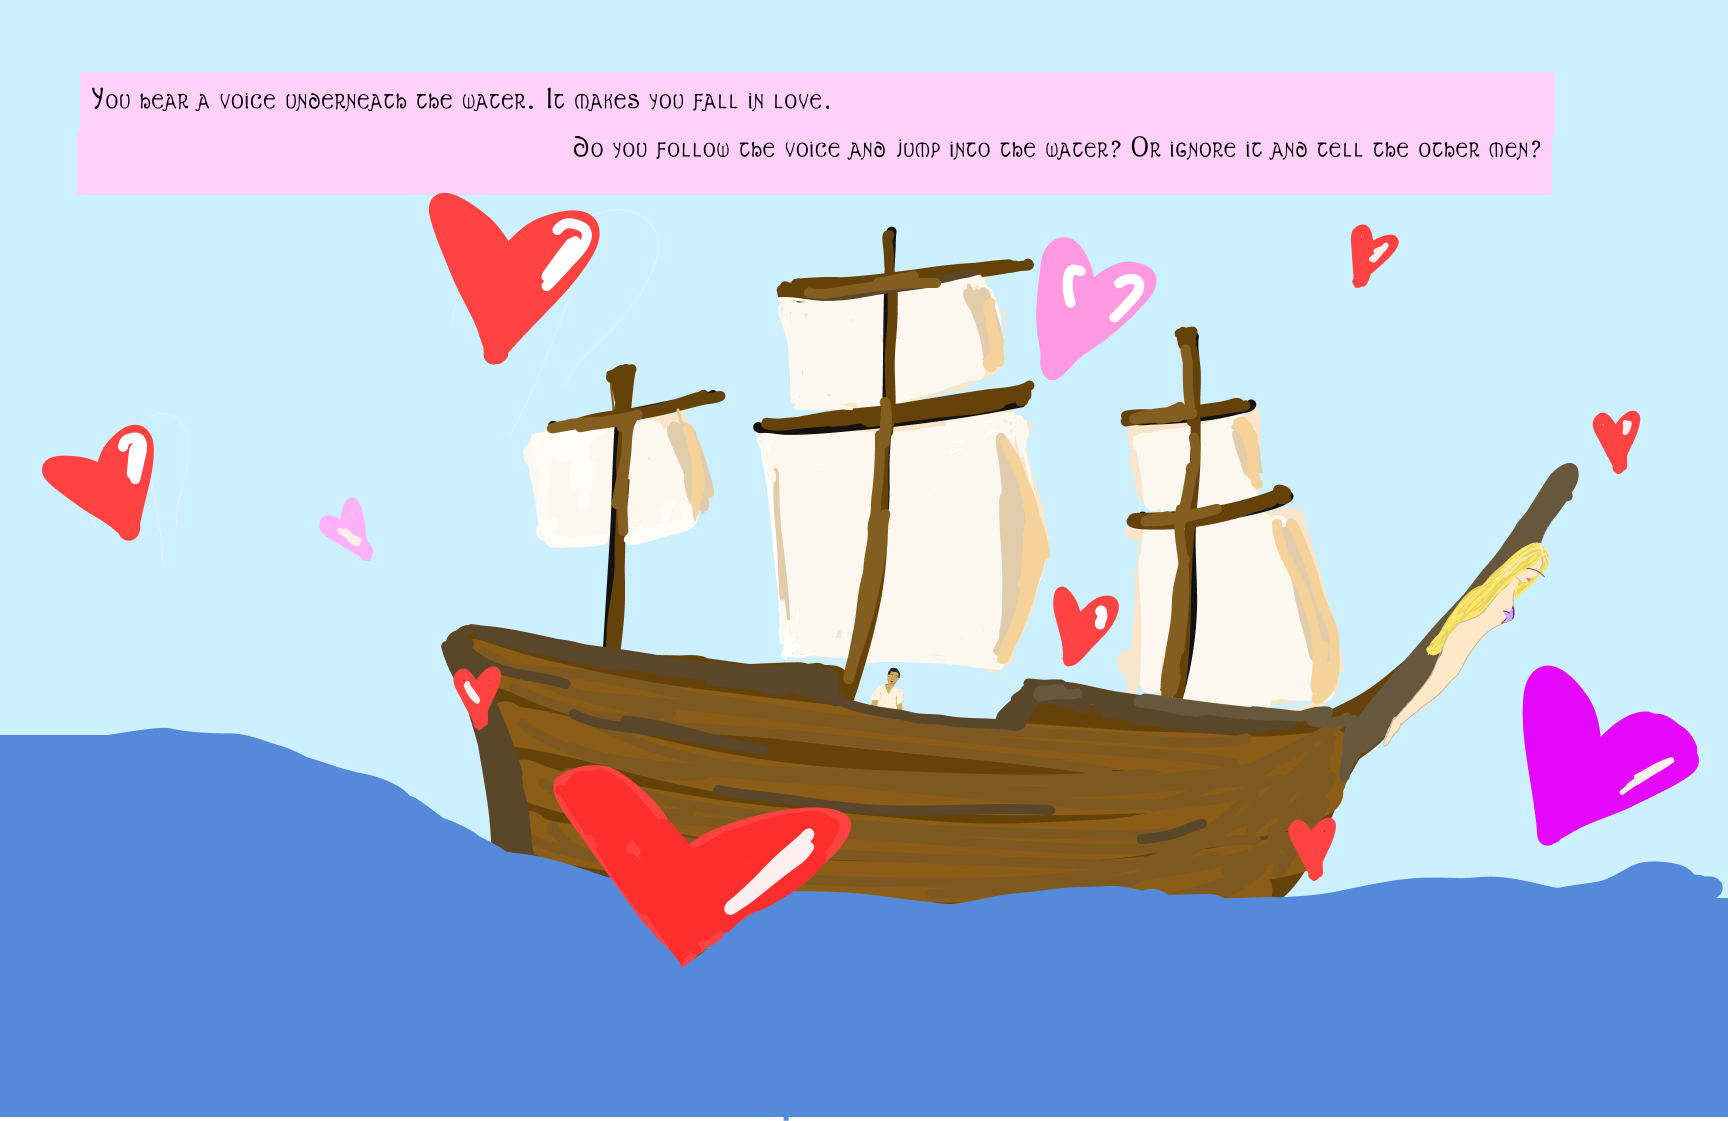 You hear a voice underneath the water. It makes you fall in love.
Do you follow the voice and jump into the water? Or ignore it and tell the other men?